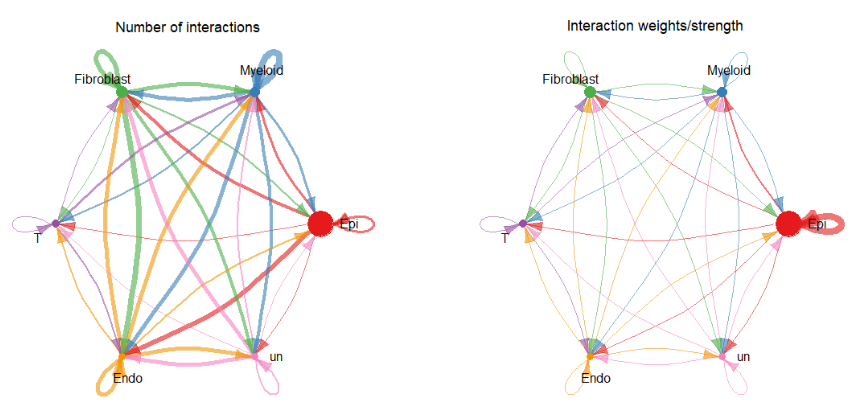 Number of interactions
Fibroblast
Myeloid
Epi
T
un
Endo
Interaction weights/strength
Fibroblast
Myeloid
Epi
T
un
Endo